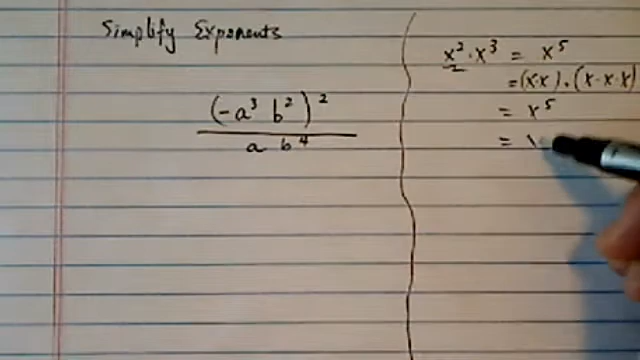 Simplify Exponents
(-a³ b²)²
a b⁴
x² · x³ = x⁵
= (x·x) · (x·x·x)
= x⁵
=